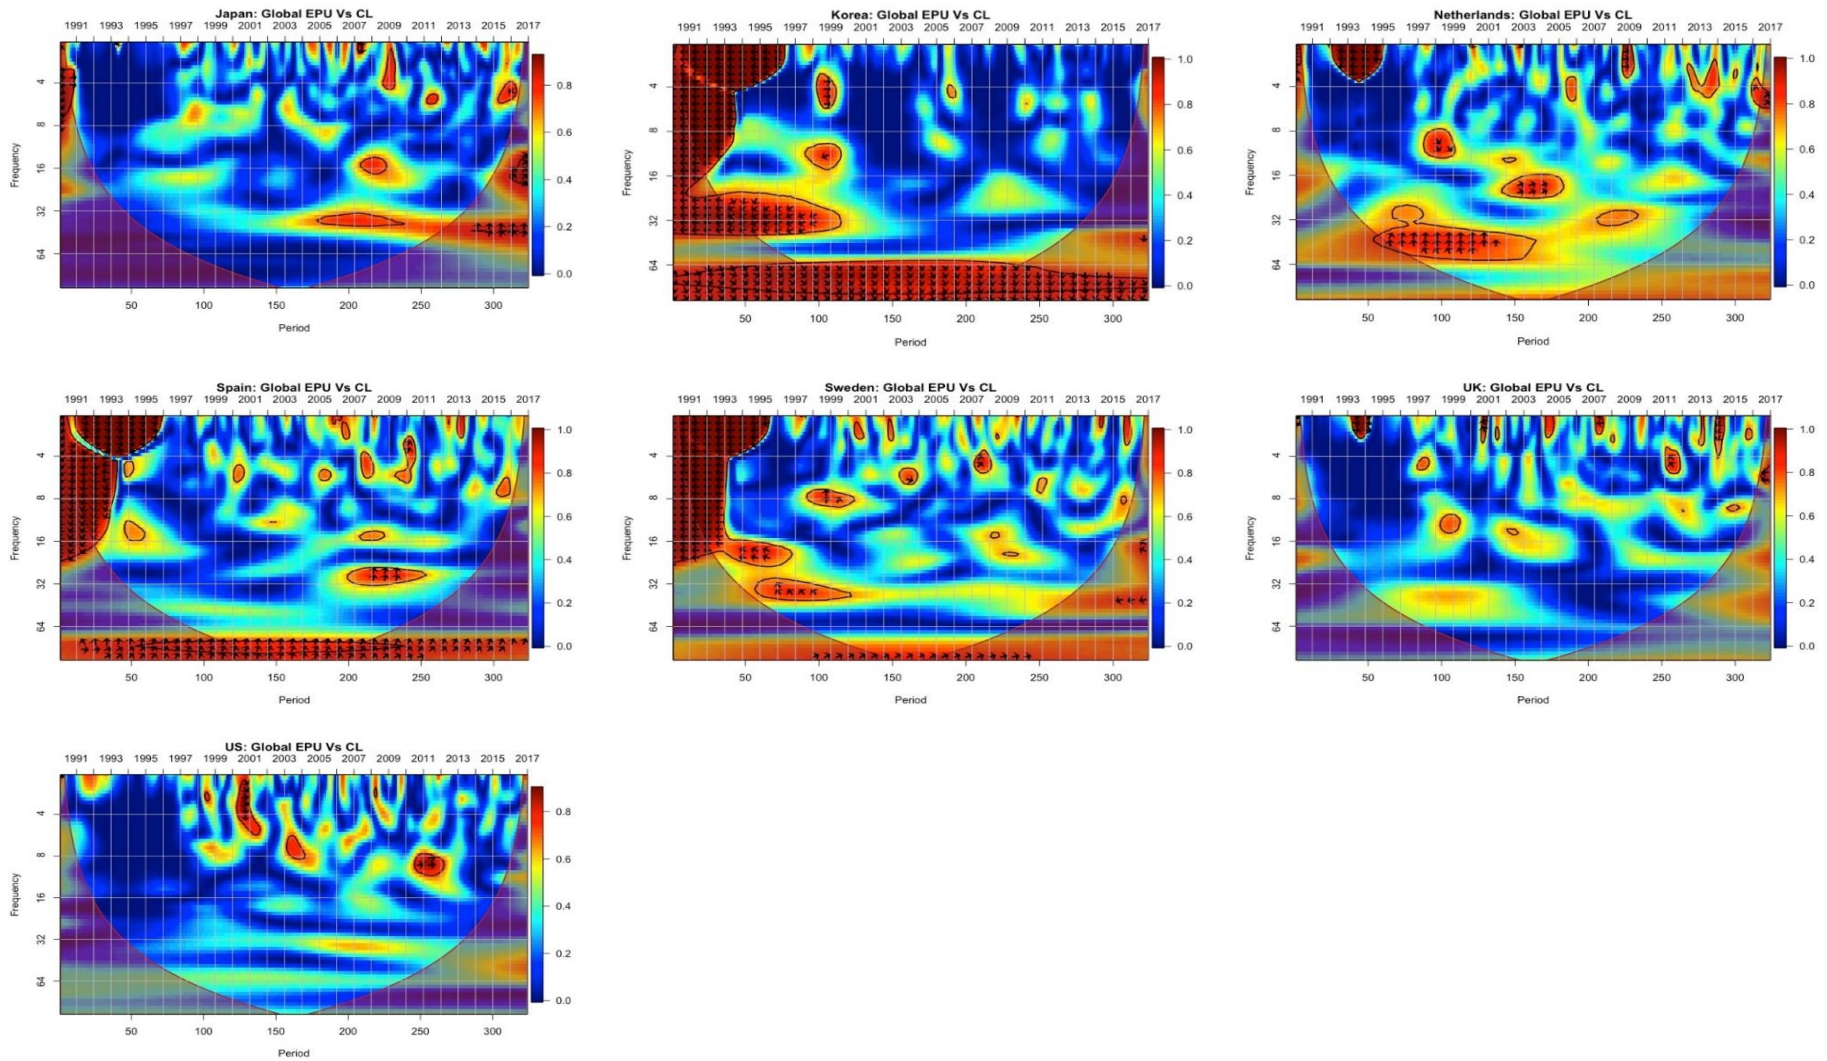 Japan: Global EPU Vs CL
1991 1993 1995 1997 1999 2001 2003 2005 2007 2009 2011 2013 2015 2017
Frequency
4
8
16
32
64
0.8
0.6
0.4
0.2
0.0
50 100 150 200 250 300
Period
Korea: Global EPU Vs CL
1991 1993 1995 1997 1999 2001 2003 2005 2007 2009 2011 2013 2015 2017
Frequency
4
8
16
32
64
1.0
0.8
0.6
0.4
0.2
0.0
50 100 150 200 250 300
Period
Netherlands: Global EPU Vs CL
1991 1993 1995 1997 1999 2001 2003 2005 2007 2009 2011 2013 2015 2017
Frequency
4
8
16
32
64
1.0
0.8
0.6
0.4
0.2
0.0
50 100 150 200 250 300
Period
Spain: Global EPU Vs CL
1991 1993 1995 1997 1999 2001 2003 2005 2007 2009 2011 2013 2015 2017
Frequency
4
8
16
32
64
1.0
0.8
0.6
0.4
0.2
0.0
50 100 150 200 250 300
Period
Sweden: Global EPU Vs CL
1991 1993 1995 1997 1999 2001 2003 2005 2007 2009 2011 2013 2015 2017
Frequency
4
8
16
32
64
1.0
0.8
0.6
0.4
0.2
0.0
50 100 150 200 250 300
Period
UK: Global EPU Vs CL
1991 1993 1995 1997 1999 2001 2003 2005 2007 2009 2011 2013 2015 2017
Frequency
4
8
16
32
64
1.0
0.8
0.6
0.4
0.2
0.0
50 100 150 200 250 300
Period
US: Global EPU Vs CL
1991 1993 1995 1997 1999 2001 2003 2005 2007 2009 2011 2013 2015 2017
Frequency
4
8
16
32
64
0.8
0.6
0.4
0.2
0.0
50 100 150 200 250 300
Period